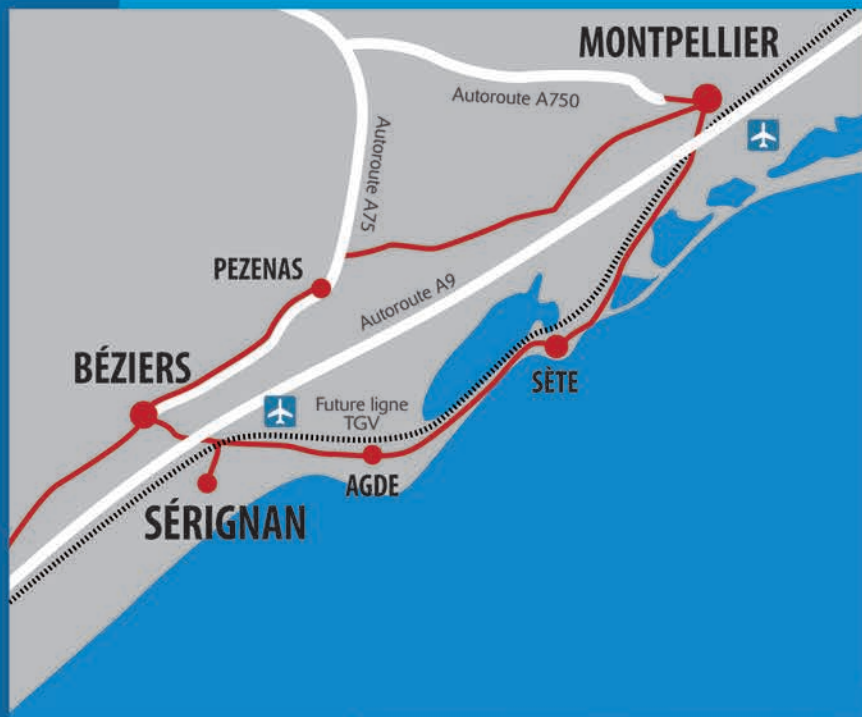 MONTPELLIER
Autoroute A750
Autoroute A75
PEZENAS
Autoroute A9
BÉZIERS
SÈTE
Future ligne
TGV
AGDE
SÉRIGNAN